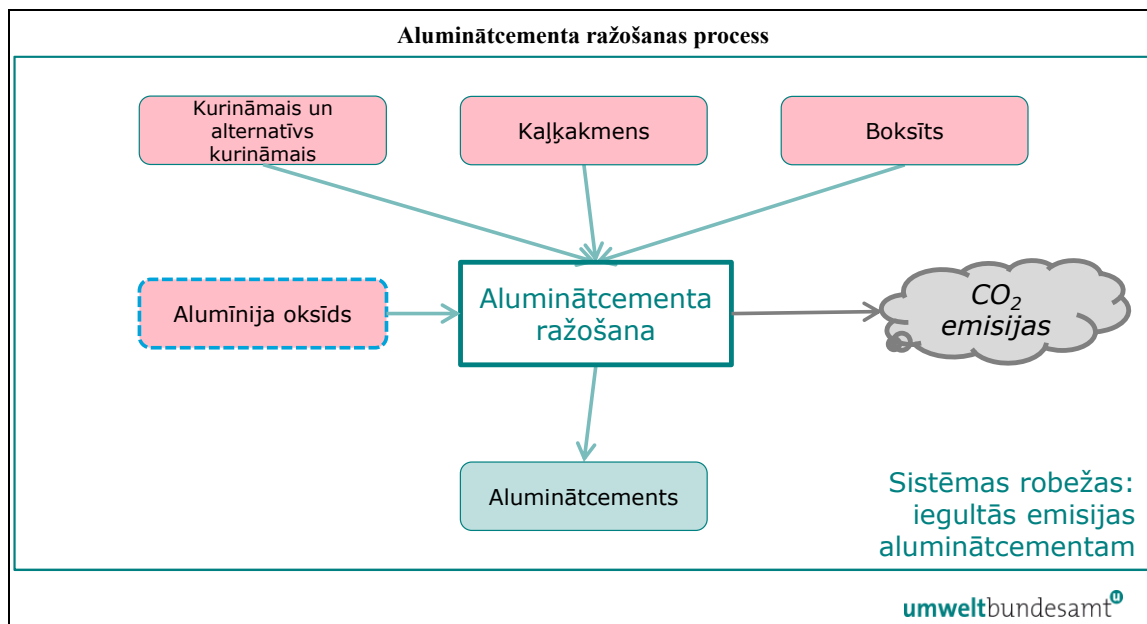 Aluminātcementa ražošanas process
Kurināmais un
alternatīvs
kurināmais
Kaļķakmens
Boksīts
Alumīnija oksīds
Aluminātcementa
ražošana
CO₂
emisijas
Aluminātcements
Sistēmas robežas:
iegultās emisijas
aluminātcementam
umweltbundesamt